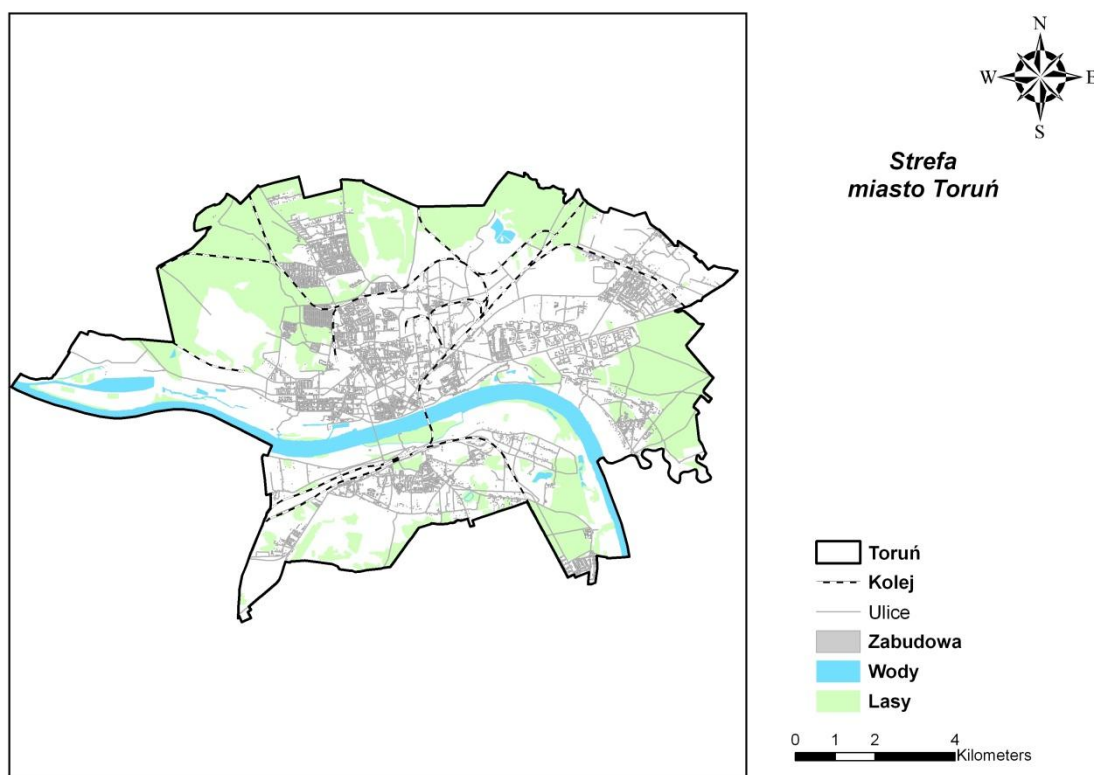 N
W E
S
Strefa
miasto Toruń
Toruń
Kolej
Ulice
Zabudowa
Wody
Lasy
0 1 2 4
Kilometers